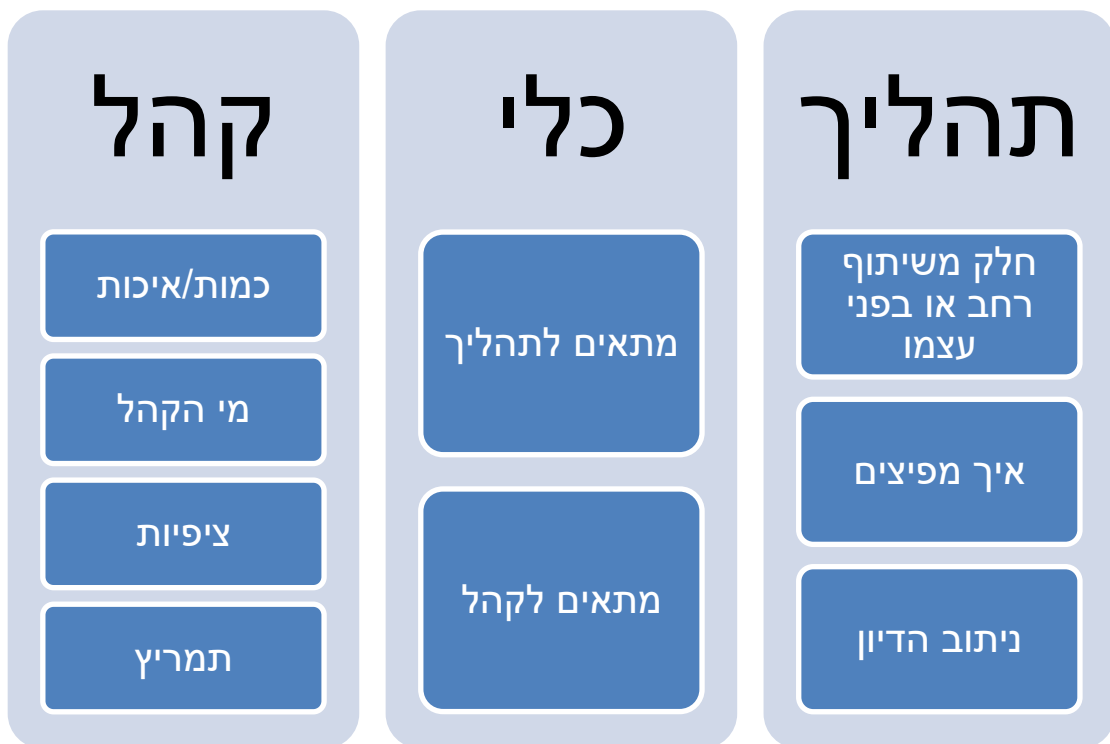 תהליך
חלק משיתוף
רחב או בפני
עצמו
איך מפיצים
ניתוב הדיון
כלי
מתאים לתהליך
מתאים לקהל
קהל
כמות/איכות
מי הקהל
ציפיות
תמריץ